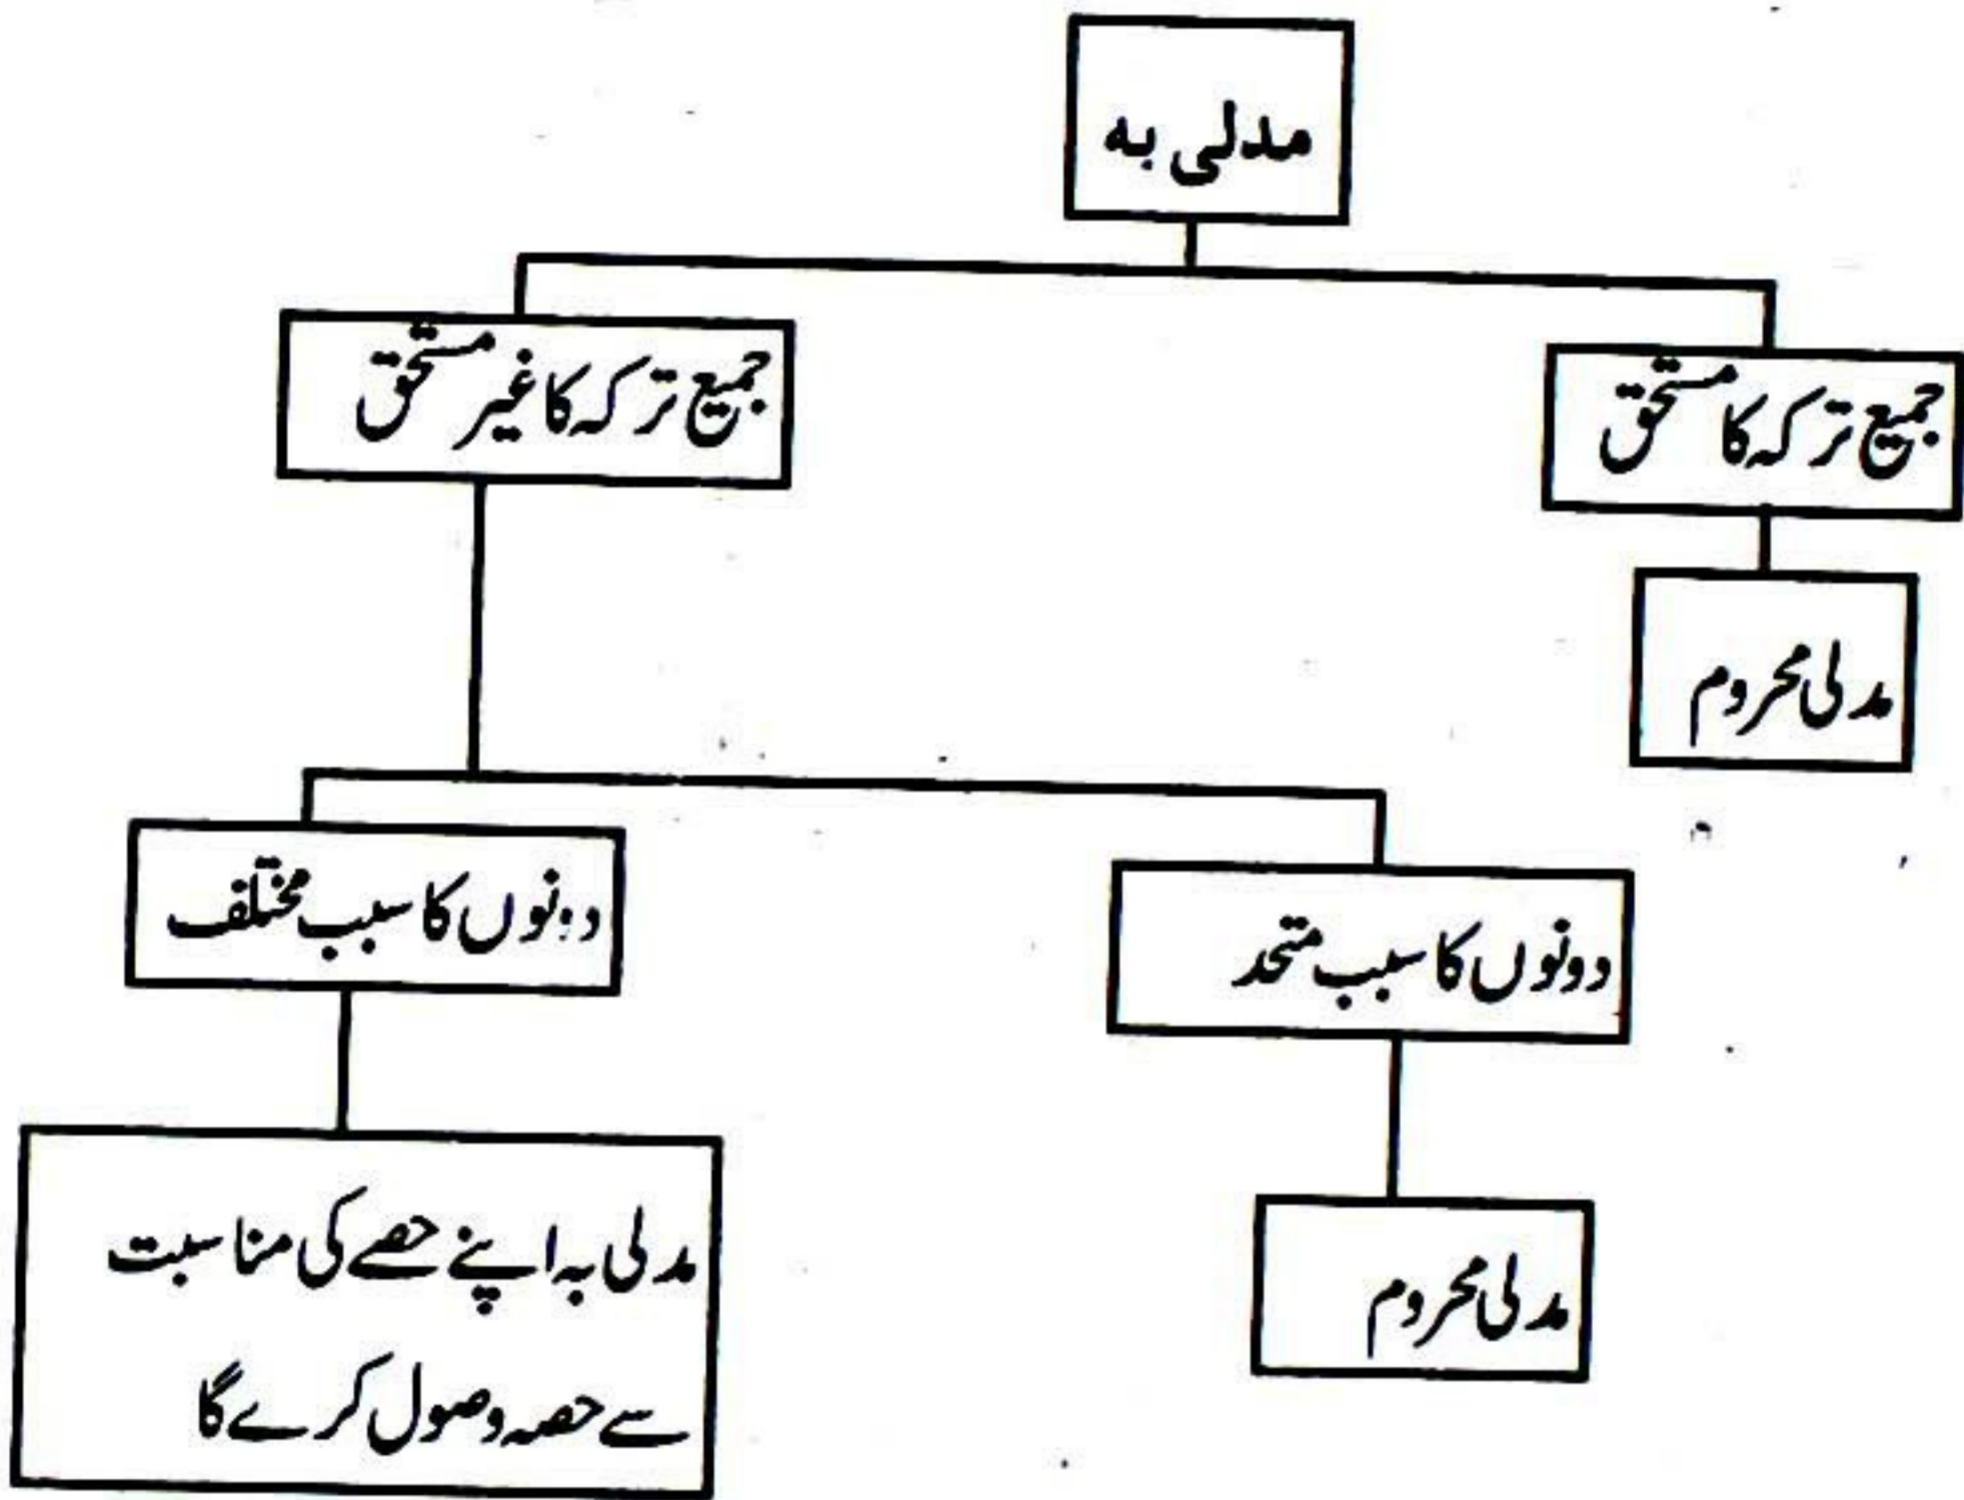 مدلی بہ
جمیع ترکہ کا مستحق
جمیع ترکہ کا غیر مستحق
مدلی محروم
دونوں کا سبب متحد
دونوں کا سبب مختلف
مدلی محروم
مدلی بہ اپنے حصے کی مناسبت
سے حصہ وصول کرے گا